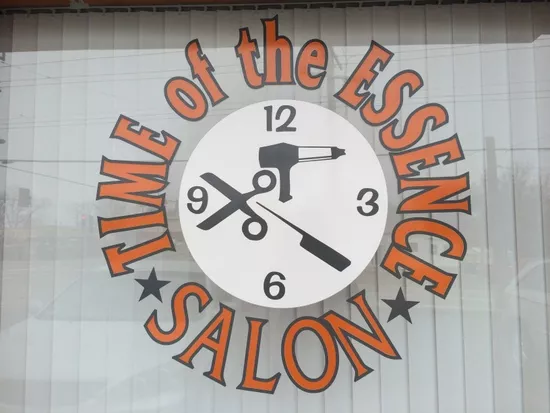 TIME of the ESSENCE
SALON
12
9 3
6